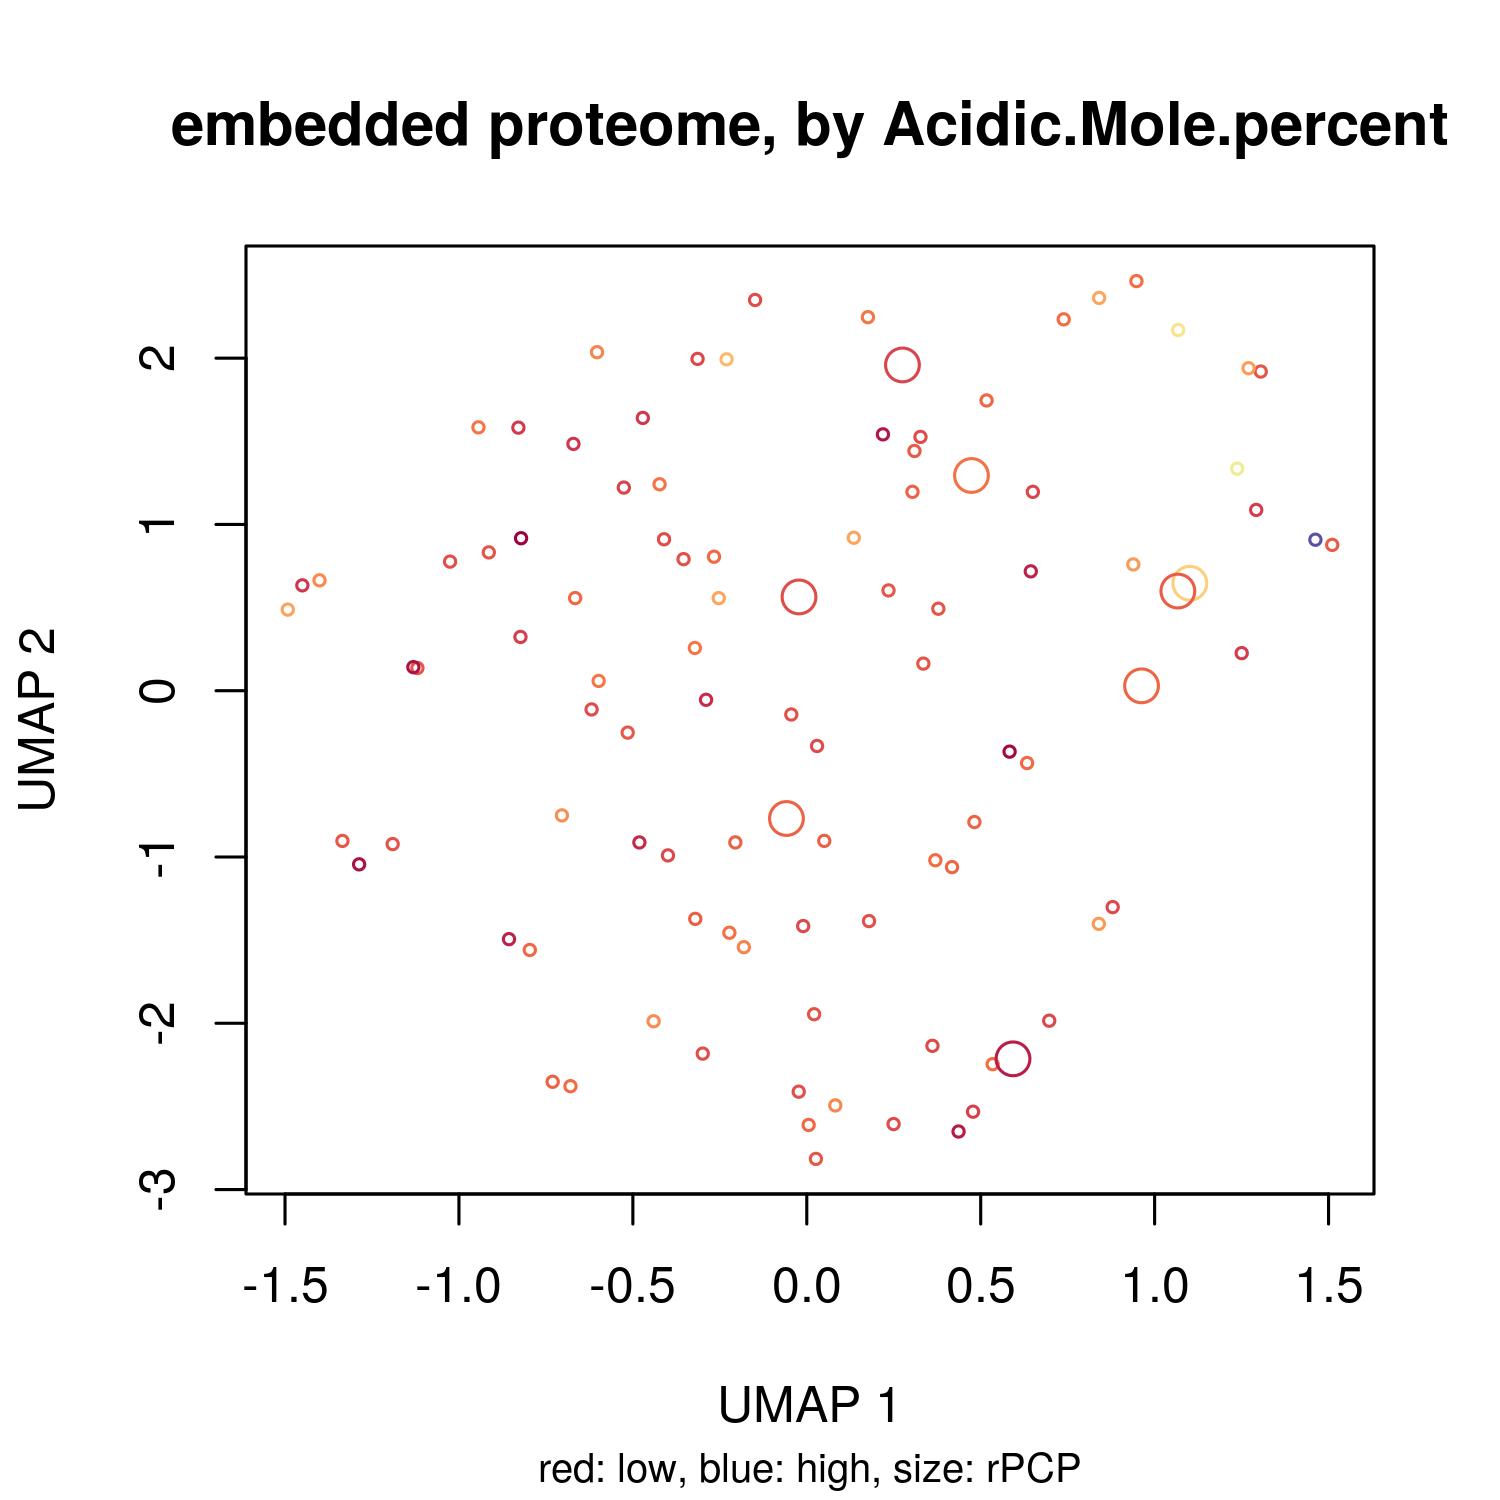 embedded proteome, by Acidic.Mole.percent
UMAP 2
2
1
0
-1
-2
-3
-1.5 -1.0 -0.5 0.0 0.5 1.0 1.5
UMAP 1
red: low, blue: high, size: rPCP